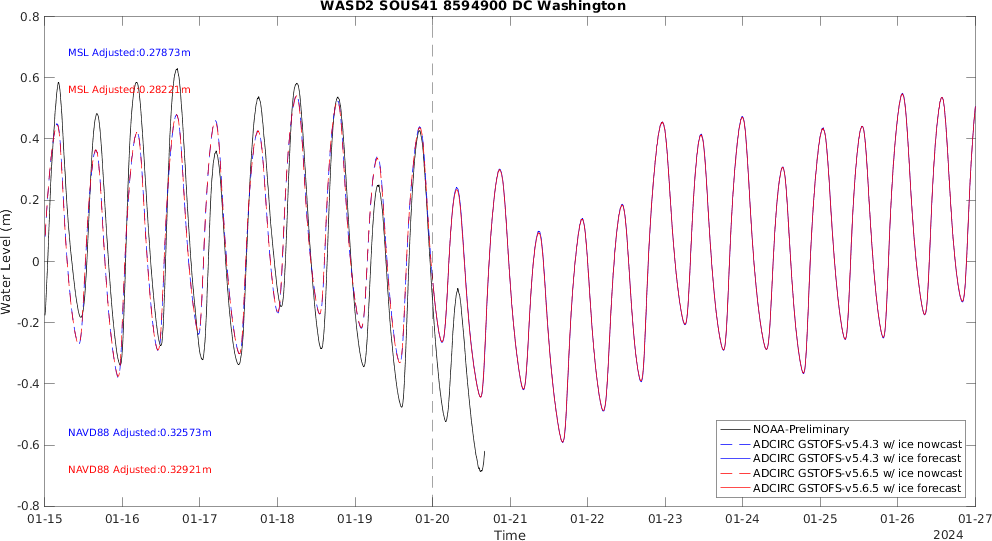 WASD2 SOUS41 8594900 DC Washington
0.8
MSL Adjusted:0.27873m
0.6
MSL Adjusted:0.28221m
0.4
0.2
0
-0.2
-0.4
-0.6
-0.8
Water Level (m)
NAVD88 Adjusted:0.32573m
NAVD88 Adjusted:0.32921m
NOAA-Preliminary
ADCIRC GSTOFS-v5.4.3 w/ ice nowcast
ADCIRC GSTOFS-v5.4.3 w/ ice forecast
ADCIRC GSTOFS-v5.6.5 w/ ice nowcast
ADCIRC GSTOFS-v5.6.5 w/ ice forecast
01-15 01-16 01-17 01-18 01-19 01-20 01-21 01-22 01-23 01-24 01-25 01-26 01-27
Time
2024